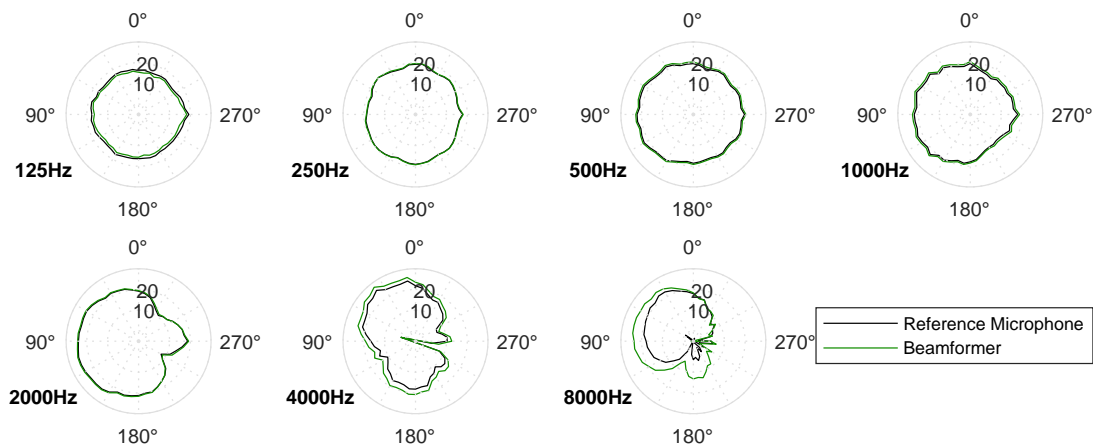 0° 0° 0° 0°
20 20 20 20
10 10 10 10
90° 270° 90° 270° 90° 270° 90° 270°
125Hz 250Hz 500Hz 1000Hz
180° 180° 180° 180°
0° 0° 0°
20 20 20
10 10 10
90° 270° 90° 270° 90° 270°
2000Hz 4000Hz 8000Hz
180° 180° 180°
Reference Microphone
Beamformer